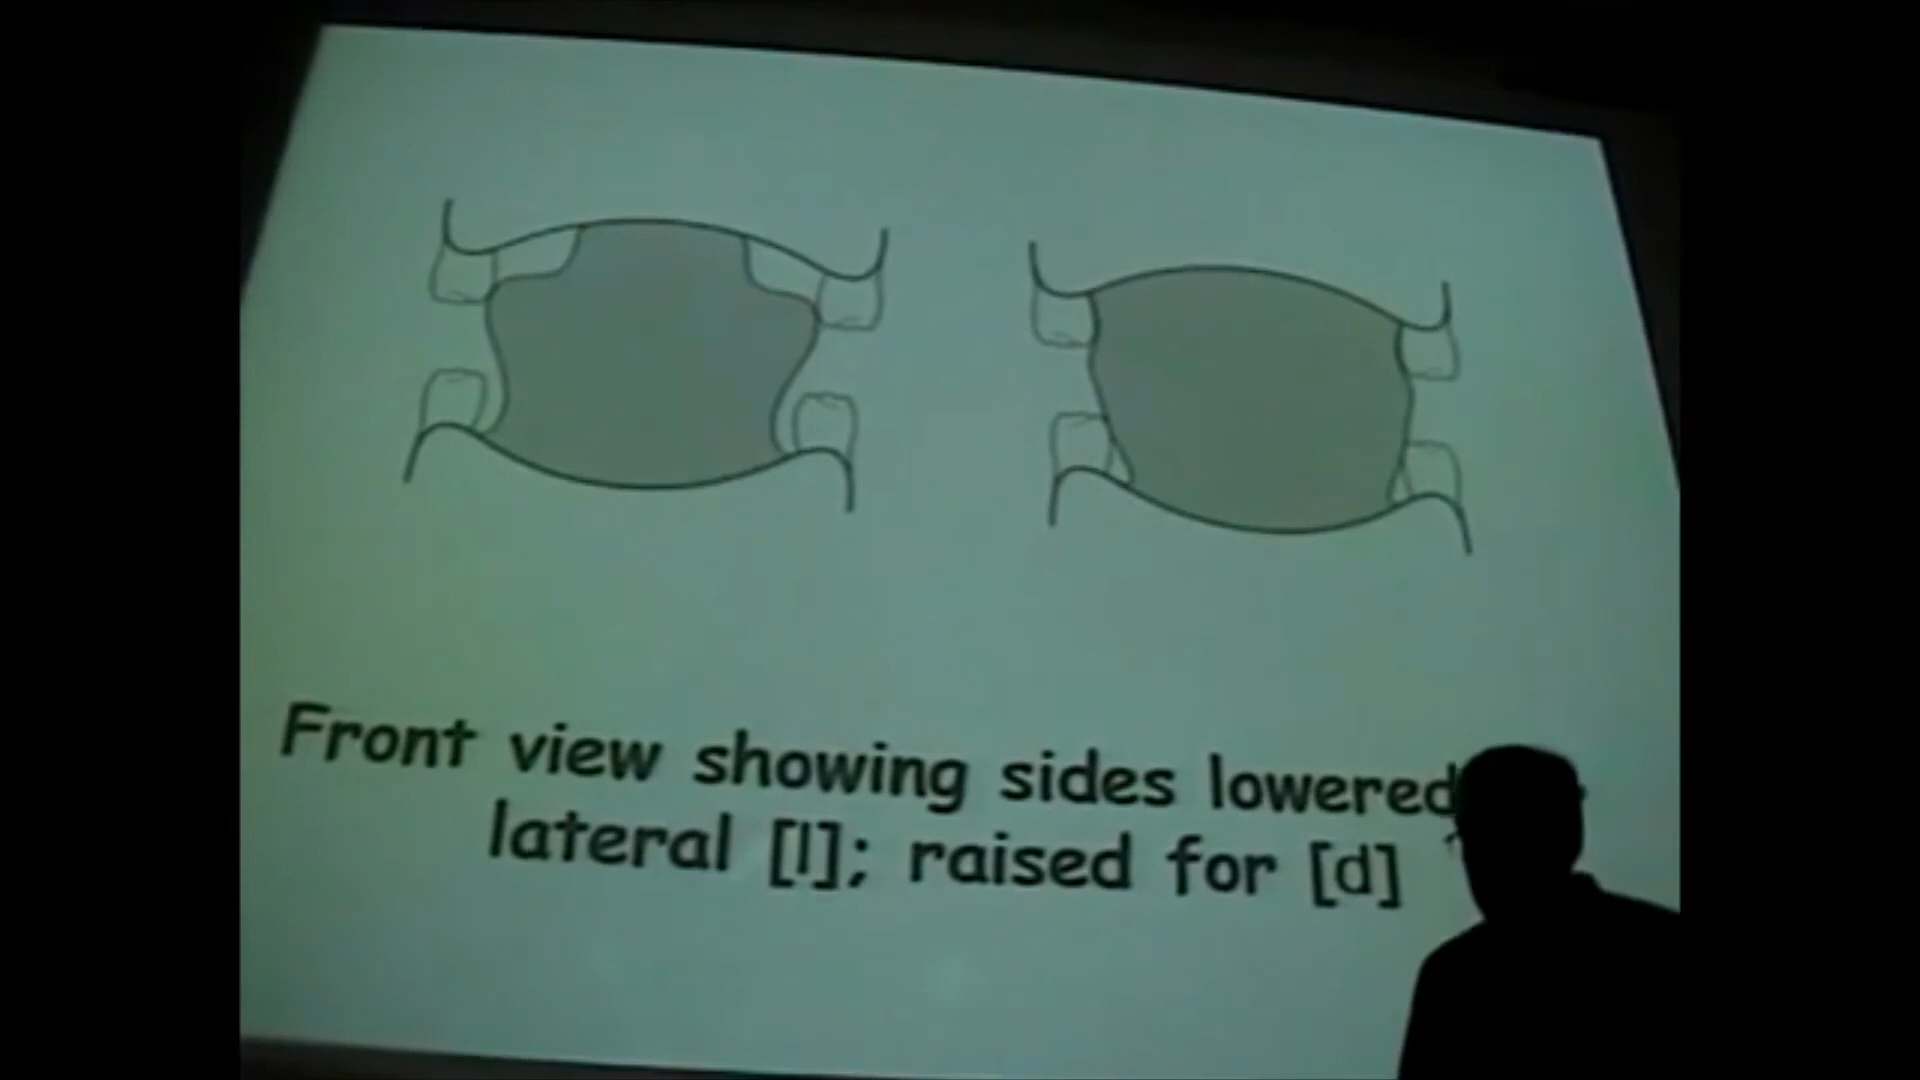 Front view showing sides lowered
lateral [l]; raised for [d]